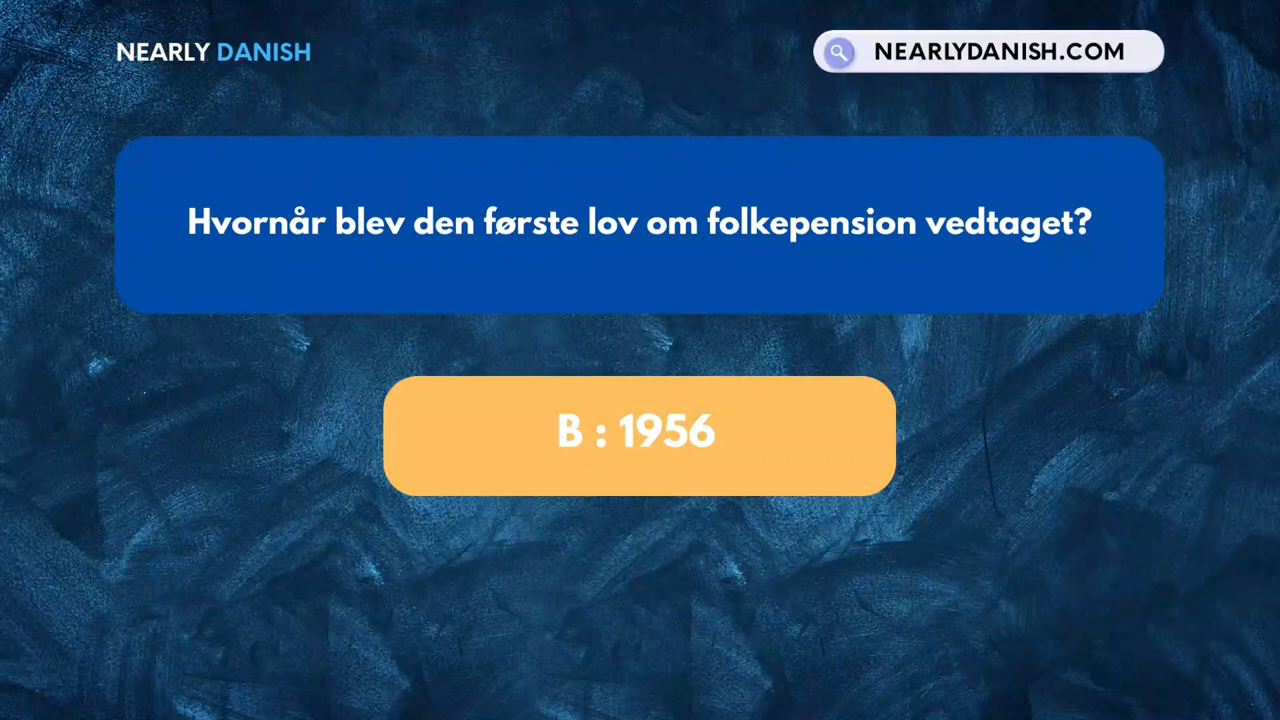 NEARLY DANISH
NEARLYDANISH.COM
Hvornår blev den første lov om folkepension vedtaget?
B : 1956